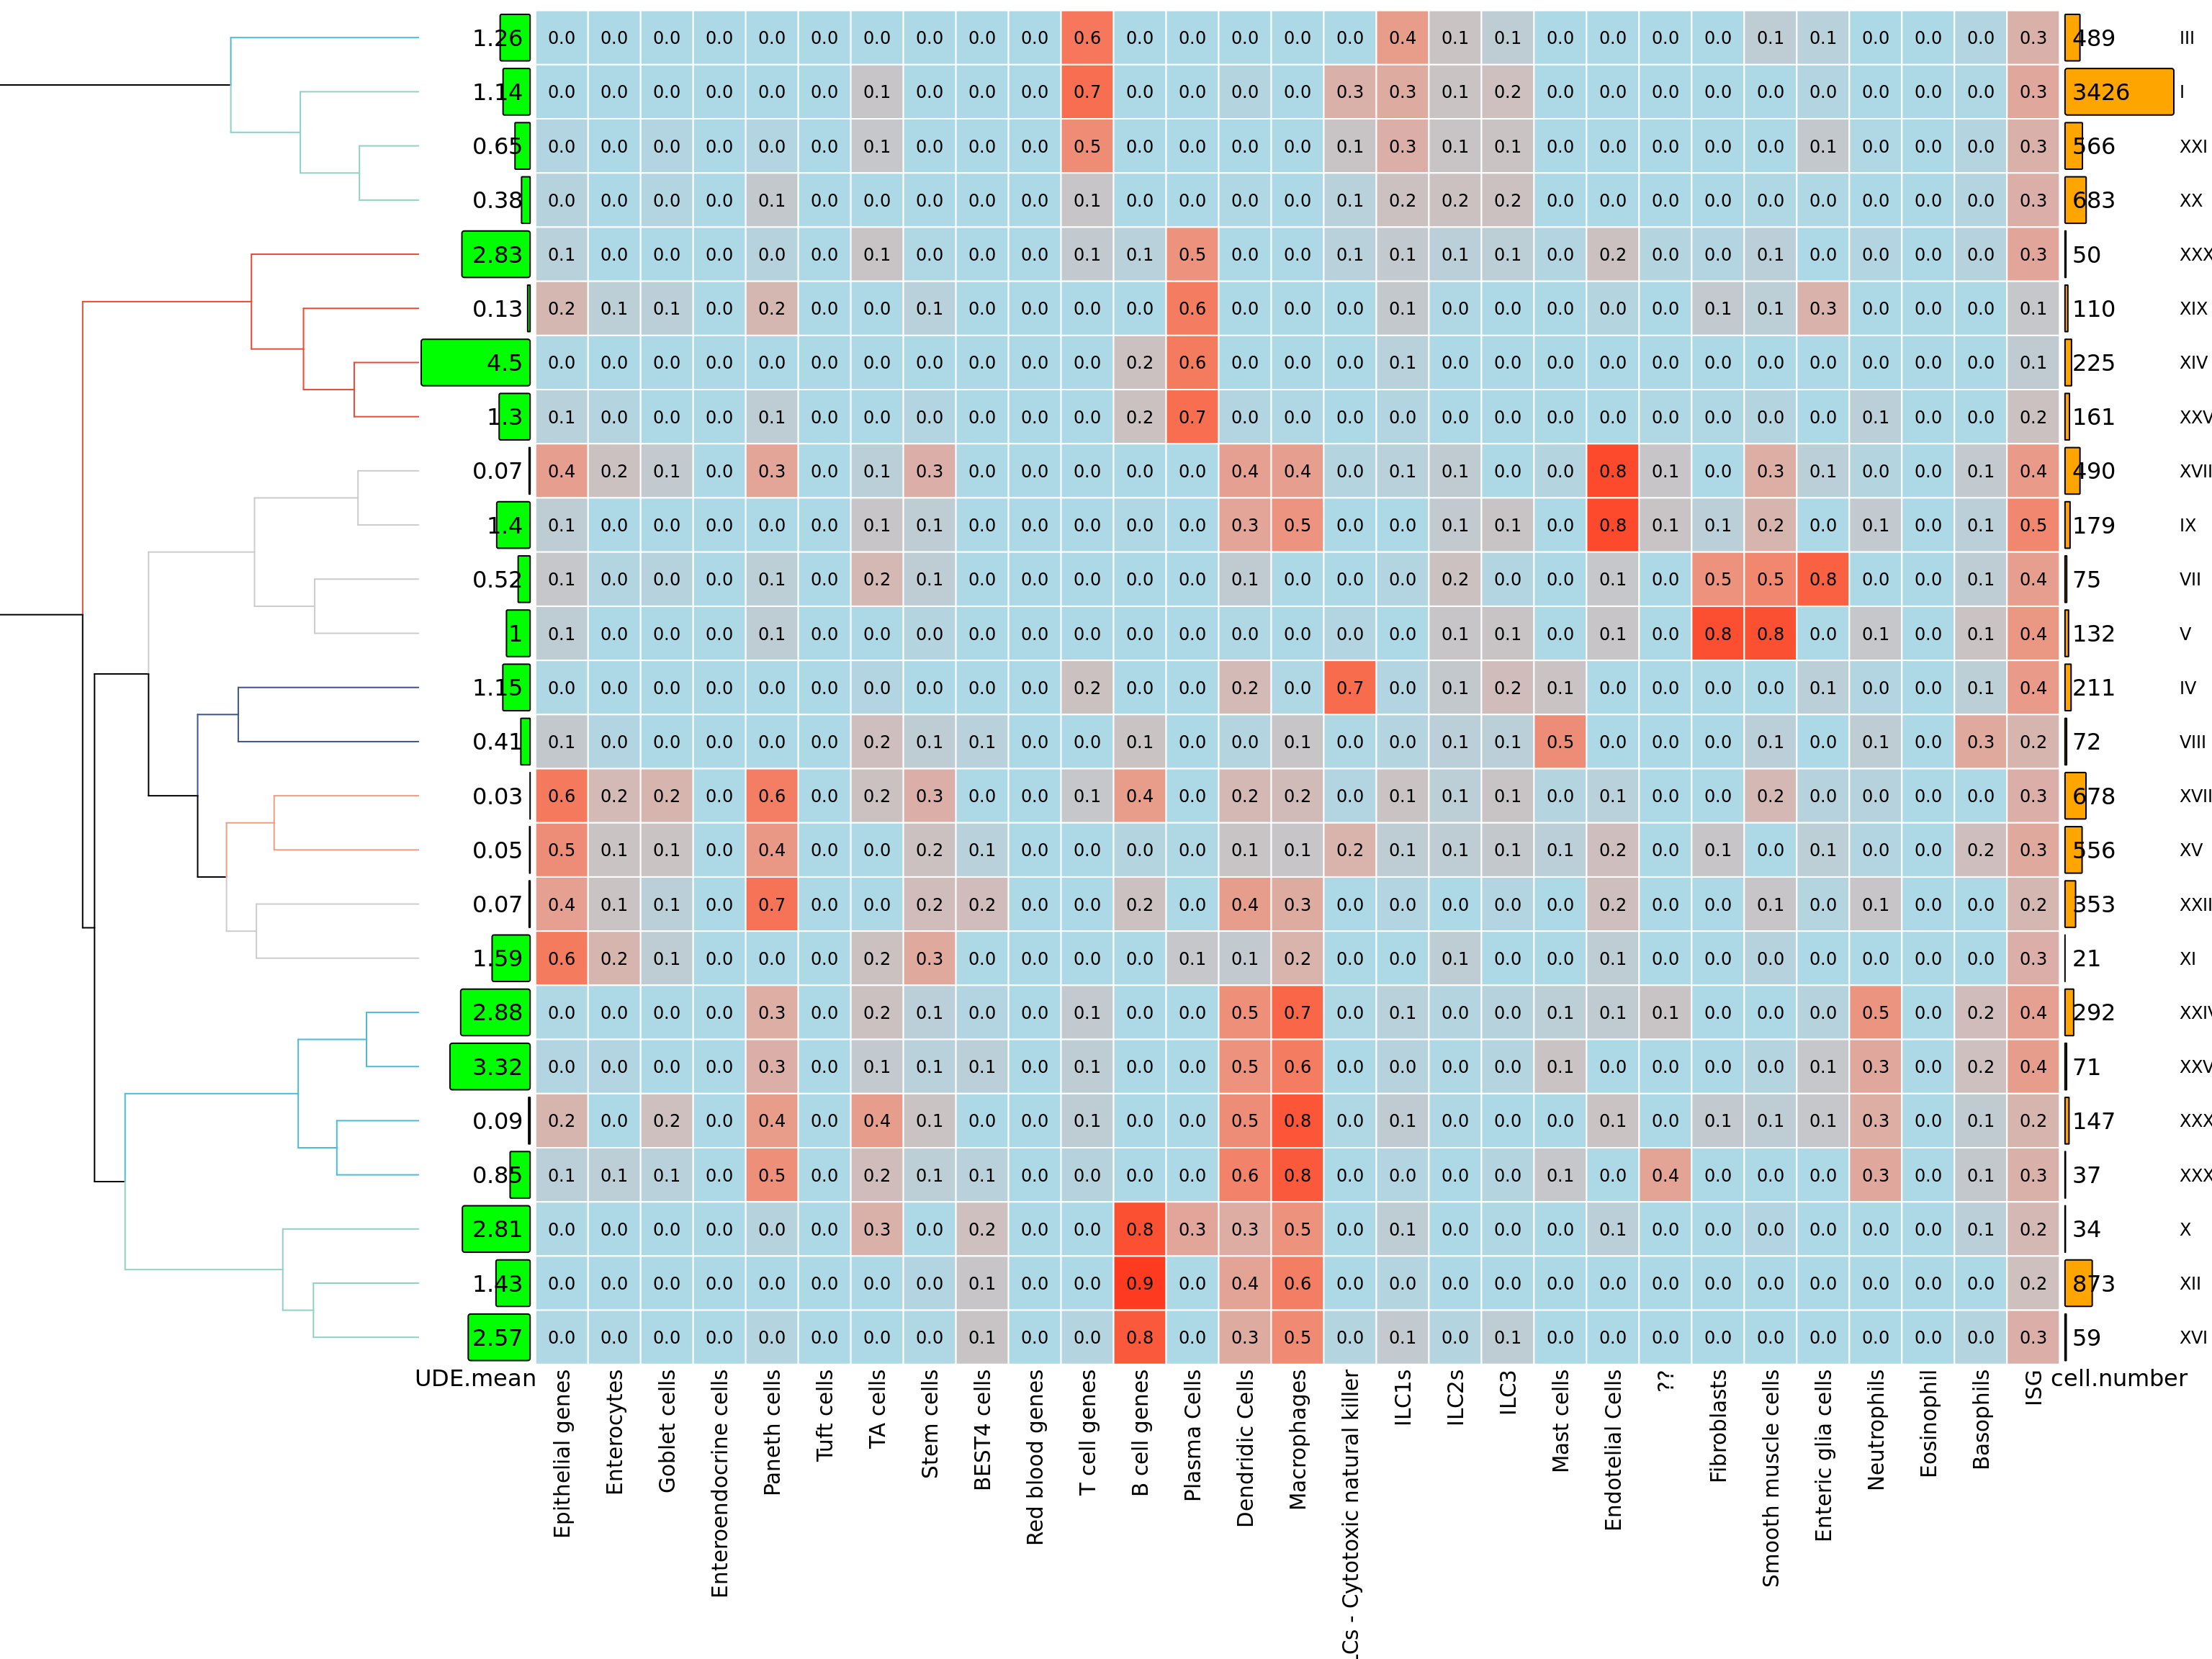 1.26 0.0 0.0 0.0 0.0 0.0 0.0 0.0 0.0 0.0 0.0 0.6 0.0 0.0 0.0 0.0 0.0 0.4 0.1 0.1 0.0 0.0 0.0 0.0 0.1 0.1 0.0 0.0 0.0 0.3 489 III
1.14 0.0 0.0 0.0 0.0 0.0 0.0 0.1 0.0 0.0 0.0 0.7 0.0 0.0 0.0 0.0 0.3 0.3 0.1 0.2 0.0 0.0 0.0 0.0 0.0 0.0 0.0 0.0 0.0 0.3 3426 I
0.65 0.0 0.0 0.0 0.0 0.0 0.0 0.1 0.0 0.0 0.0 0.5 0.0 0.0 0.0 0.0 0.1 0.3 0.1 0.1 0.0 0.0 0.0 0.0 0.0 0.1 0.0 0.0 0.0 0.3 566 XXI
0.38 0.0 0.0 0.0 0.0 0.1 0.0 0.0 0.0 0.0 0.0 0.1 0.0 0.0 0.0 0.0 0.1 0.2 0.2 0.2 0.0 0.0 0.0 0.0 0.0 0.0 0.0 0.0 0.0 0.3 683 XX
2.83 0.1 0.0 0.0 0.0 0.0 0.0 0.1 0.0 0.0 0.0 0.1 0.1 0.5 0.0 0.0 0.1 0.1 0.1 0.1 0.0 0.2 0.0 0.0 0.1 0.0 0.0 0.0 0.0 0.3 50 XXX
0.13 0.2 0.1 0.1 0.0 0.2 0.0 0.0 0.1 0.0 0.0 0.0 0.0 0.6 0.0 0.0 0.0 0.1 0.0 0.0 0.0 0.0 0.0 0.1 0.1 0.3 0.0 0.0 0.0 0.1 110 XIX
4.5 0.0 0.0 0.0 0.0 0.0 0.0 0.0 0.0 0.0 0.0 0.0 0.2 0.6 0.0 0.0 0.0 0.1 0.0 0.0 0.0 0.0 0.0 0.0 0.0 0.0 0.0 0.0 0.0 0.1 225 XIV
1.3 0.1 0.0 0.0 0.0 0.1 0.0 0.0 0.0 0.0 0.0 0.0 0.2 0.7 0.0 0.0 0.0 0.0 0.0 0.0 0.0 0.0 0.0 0.0 0.0 0.0 0.1 0.0 0.0 0.2 161 XXV
0.07 0.4 0.2 0.1 0.0 0.3 0.0 0.1 0.3 0.0 0.0 0.0 0.0 0.0 0.4 0.4 0.0 0.1 0.1 0.0 0.0 0.8 0.1 0.0 0.3 0.1 0.0 0.0 0.1 0.4 490 XVII
1.4 0.1 0.0 0.0 0.0 0.0 0.0 0.1 0.1 0.0 0.0 0.0 0.0 0.0 0.3 0.5 0.0 0.0 0.1 0.1 0.0 0.8 0.1 0.1 0.2 0.0 0.1 0.0 0.1 0.5 179 IX
0.52 0.1 0.0 0.0 0.0 0.1 0.0 0.2 0.1 0.0 0.0 0.0 0.0 0.0 0.1 0.0 0.0 0.0 0.2 0.0 0.0 0.1 0.0 0.5 0.5 0.8 0.0 0.0 0.1 0.4 75 VII
1 0.1 0.0 0.0 0.0 0.1 0.0 0.0 0.0 0.0 0.0 0.0 0.0 0.0 0.0 0.0 0.0 0.0 0.1 0.1 0.0 0.1 0.0 0.8 0.8 0.0 0.1 0.0 0.1 0.4 132 V
1.15 0.0 0.0 0.0 0.0 0.0 0.0 0.0 0.0 0.0 0.0 0.2 0.0 0.0 0.2 0.0 0.7 0.0 0.1 0.2 0.1 0.0 0.0 0.0 0.0 0.1 0.0 0.0 0.1 0.4 211 IV
0.41 0.1 0.0 0.0 0.0 0.0 0.0 0.2 0.1 0.1 0.0 0.0 0.1 0.0 0.0 0.1 0.0 0.0 0.1 0.1 0.5 0.0 0.0 0.0 0.1 0.0 0.1 0.0 0.3 0.2 72 VIII
0.03 0.6 0.2 0.2 0.0 0.6 0.0 0.2 0.3 0.0 0.0 0.1 0.4 0.0 0.2 0.2 0.0 0.1 0.1 0.1 0.0 0.1 0.0 0.0 0.2 0.0 0.0 0.0 0.0 0.3 678 XVII
0.05 0.5 0.1 0.1 0.0 0.4 0.0 0.0 0.2 0.1 0.0 0.0 0.0 0.0 0.1 0.1 0.2 0.1 0.1 0.1 0.1 0.2 0.0 0.1 0.0 0.1 0.0 0.0 0.2 0.3 556 XV
0.07 0.4 0.1 0.1 0.0 0.7 0.0 0.0 0.2 0.2 0.0 0.0 0.2 0.0 0.4 0.3 0.0 0.0 0.0 0.0 0.0 0.2 0.0 0.0 0.1 0.0 0.1 0.0 0.0 0.2 353 XXII
1.59 0.6 0.2 0.1 0.0 0.0 0.0 0.2 0.3 0.0 0.0 0.0 0.0 0.1 0.1 0.2 0.0 0.0 0.1 0.0 0.0 0.1 0.0 0.0 0.0 0.0 0.0 0.0 0.0 0.3 21 XI
2.88 0.0 0.0 0.0 0.0 0.3 0.0 0.2 0.1 0.0 0.0 0.1 0.0 0.0 0.5 0.7 0.0 0.1 0.0 0.0 0.1 0.1 0.1 0.0 0.0 0.0 0.5 0.0 0.2 0.4 292 XXIV
3.32 0.0 0.0 0.0 0.0 0.3 0.0 0.1 0.1 0.1 0.0 0.1 0.0 0.0 0.5 0.6 0.0 0.0 0.0 0.0 0.1 0.0 0.0 0.0 0.0 0.1 0.3 0.0 0.2 0.4 71 XXV
0.09 0.2 0.0 0.2 0.0 0.4 0.0 0.4 0.1 0.0 0.0 0.1 0.0 0.0 0.5 0.8 0.0 0.1 0.0 0.0 0.0 0.1 0.0 0.1 0.1 0.1 0.3 0.0 0.1 0.2 147 XXX
0.85 0.1 0.1 0.1 0.0 0.5 0.0 0.2 0.1 0.1 0.0 0.0 0.0 0.0 0.6 0.8 0.0 0.0 0.0 0.0 0.1 0.0 0.4 0.0 0.0 0.0 0.3 0.0 0.1 0.3 37 XXX
2.81 0.0 0.0 0.0 0.0 0.0 0.0 0.3 0.0 0.2 0.0 0.0 0.8 0.3 0.3 0.5 0.0 0.1 0.0 0.0 0.0 0.1 0.0 0.0 0.0 0.0 0.0 0.0 0.1 0.2 34 X
1.43 0.0 0.0 0.0 0.0 0.0 0.0 0.0 0.0 0.1 0.0 0.0 0.9 0.0 0.4 0.6 0.0 0.0 0.0 0.0 0.0 0.0 0.0 0.0 0.0 0.0 0.0 0.0 0.0 0.2 873 XII
2.57 0.0 0.0 0.0 0.0 0.0 0.0 0.0 0.0 0.1 0.0 0.0 0.8 0.0 0.3 0.5 0.0 0.1 0.0 0.1 0.0 0.0 0.0 0.0 0.0 0.0 0.0 0.0 0.0 0.3 59 XVI
UDE.mean
Epithelial genes
Enterocytes
Goblet cells
Enteroendocrine cells
Paneth cells
Tuft cells
TA cells
Stem cells
BEST4 cells
Red blood genes
T cell genes
B cell genes
Plasma Cells
Dendridic Cells
Macrophages
Cs - Cytotoxic natural killer
ILC1s
ILC2s
ILC3
Mast cells
Endotelial Cells
??
Fibroblasts
Smooth muscle cells
Enteric glia cells
Neutrophils
Eosinophil
Basophils
ISG
cell.number